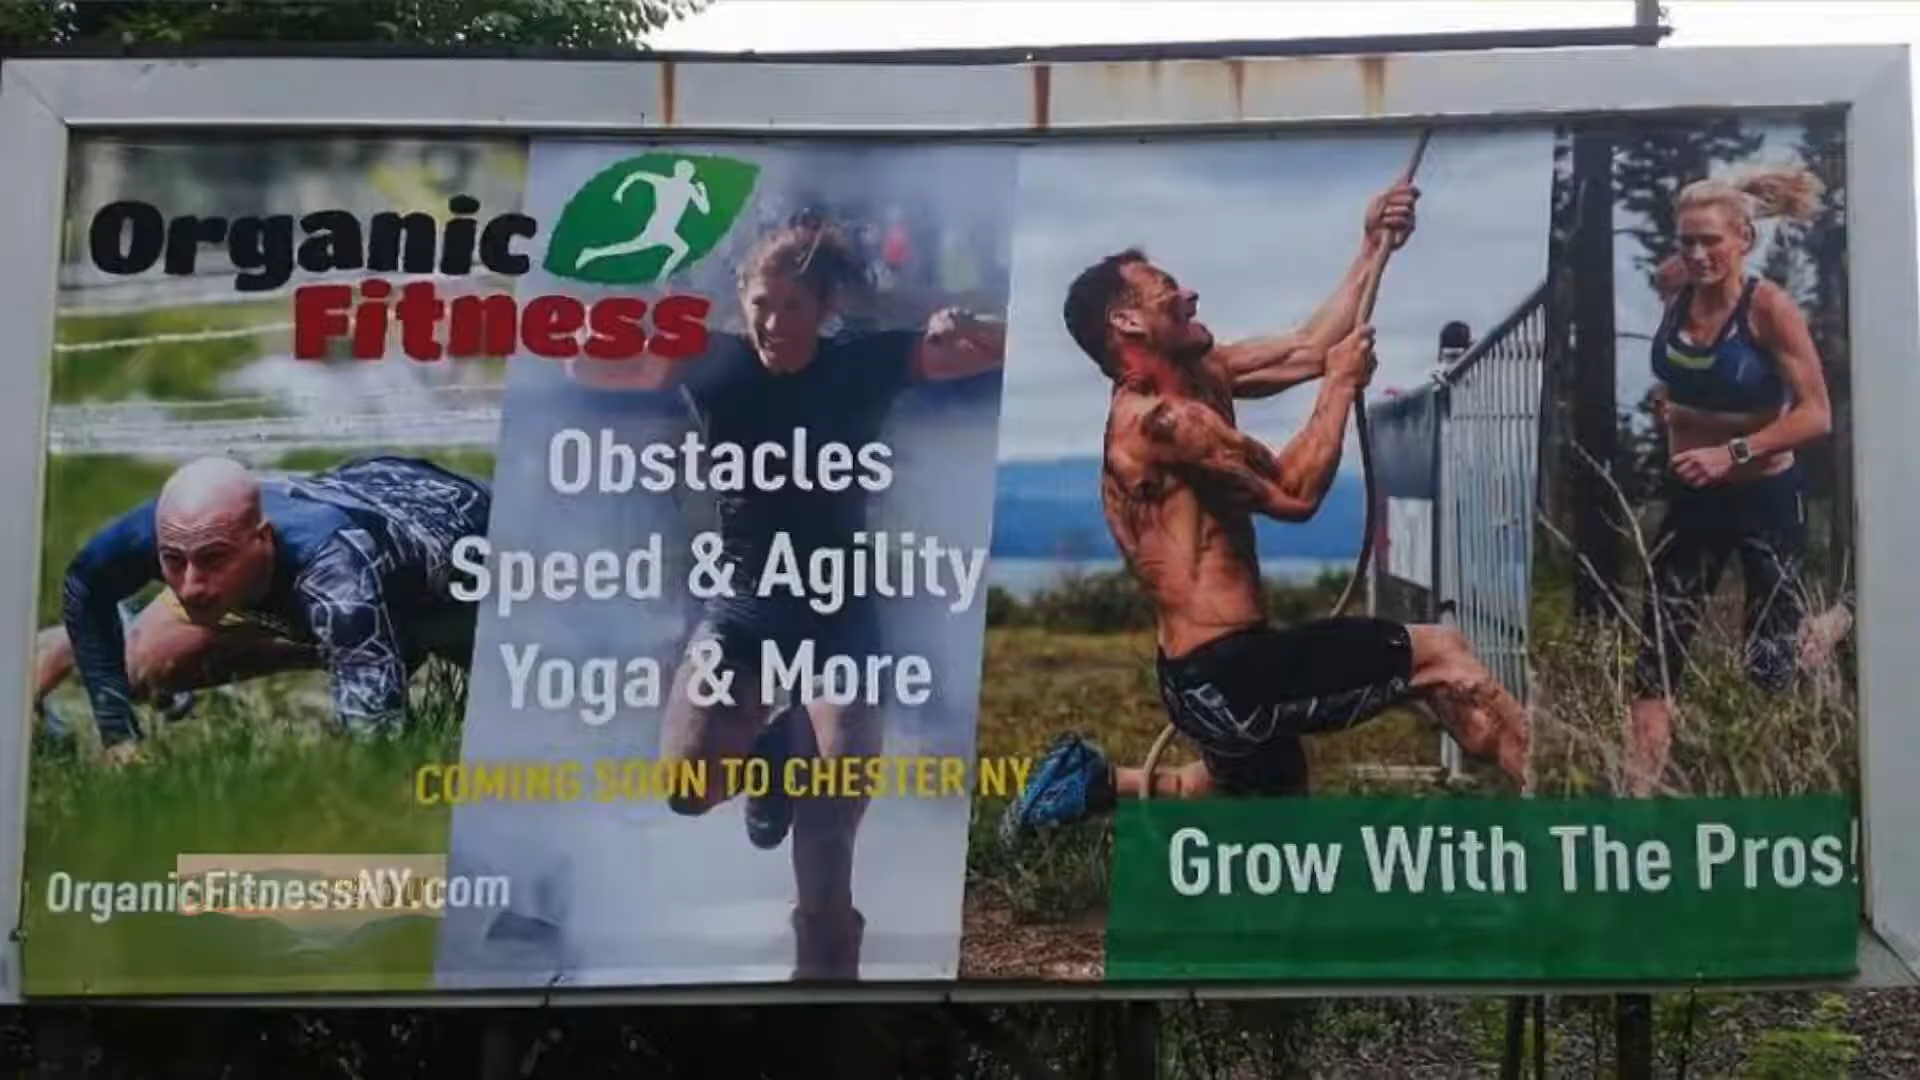 Organic
Fitness
Obstacles
Speed & Agility
Yoga & More
COMING SOON TO CHESTER NY
OrganicFitnessNY.com
Grow With The Pros!